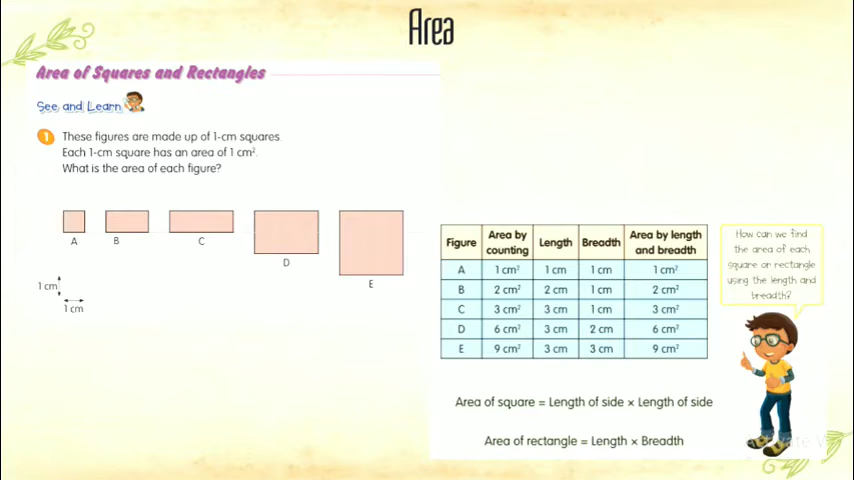 Area
Area of Squares and Rectangles
See and Learn
1 These figures are made up of 1-cm squares.
Each 1-cm square has an area of 1 cm².
What is the area of each figure?
A B C D E
1 cm
1 cm
Figure Area by counting Length Breadth Area by length and breadth
A 1 cm² 1 cm 1 cm 1 cm²
B 2 cm² 2 cm 1 cm 2 cm²
C 3 cm² 3 cm 1 cm 3 cm²
D 6 cm² 3 cm 2 cm 6 cm²
E 9 cm² 3 cm 3 cm 9 cm²
Area of square = Length of side × Length of side
Area of rectangle = Length × Breadth
How can we find
the area of each
square or rectangle
using the length and
breadth?